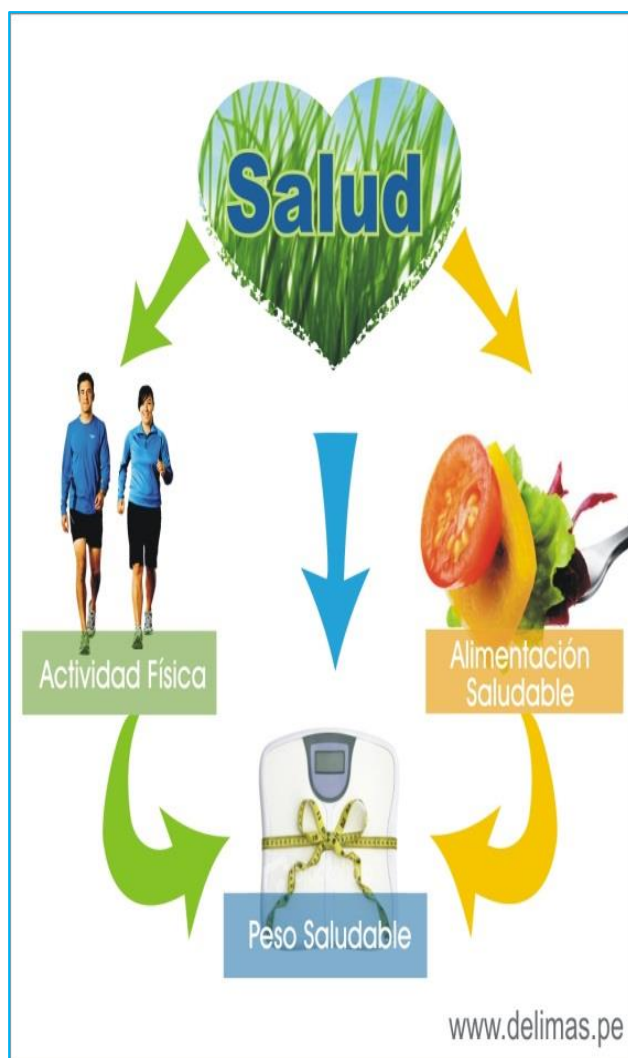 Salud
Actividad Física
Alimentación
Saludable
Peso Saludable
www.delimas.pe